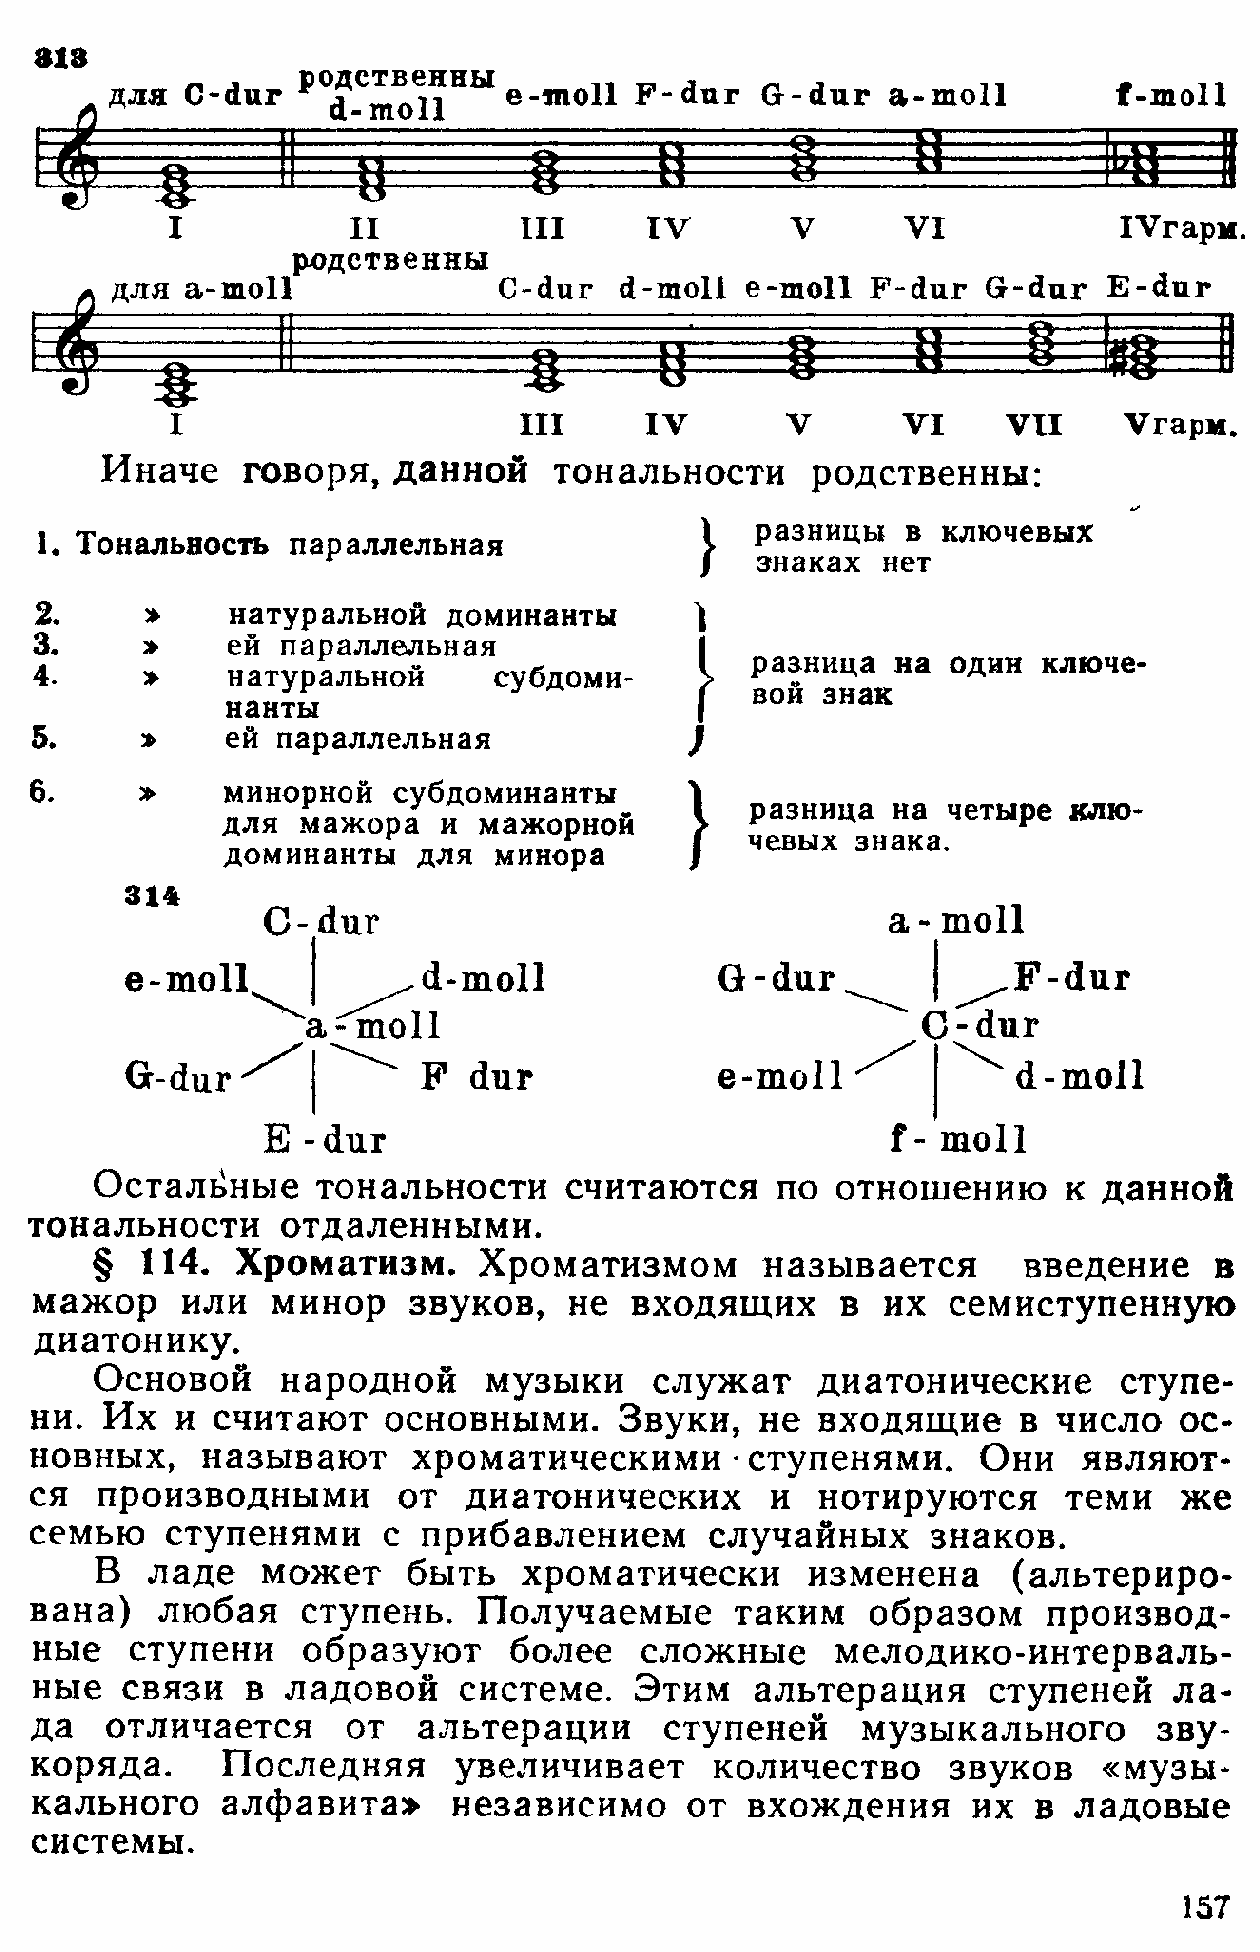 313
для C-dur родственны d-moll e-moll F-dur G-dur a-moll f-moll
I II III IV V VI IVгарм.
родственны
для a-moll C-dur d-moll e-moll F-dur G-dur E-dur
I III IV V VI VII Vгарм.
Иначе говоря, данной тональности родственны:
1. Тональность параллельная } разницы в ключевых
знаках нет
2. » натуральной доминанты
3. » ей параллельная
4. » натуральной субдоми- } разница на один ключе-
нанты вой знак
5. » ей параллельная
6. » минорной субдоминанты
для мажора и мажорной } разница на четыре клю-
доминанты для минора чевых знака.
314
C-dur a-moll
e-moll d-moll G-dur F-dur
a-moll C-dur
G-dur F dur e-moll d-moll
E-dur f-moll
Остальные тональности считаются по отношению к данной
тональности отдаленными.
§ 114. Хроматизм. Хроматизмом называется введение в
мажор или минор звуков, не входящих в их семиступенную
диатонику.
Основой народной музыки служат диатонические ступе-
ни. Их и считают основными. Звуки, не входящие в число ос-
новных, называют хроматическими ступенями. Они являют-
ся производными от диатонических и нотируются теми же
семью ступенями с прибавлением случайных знаков.
В ладе может быть хроматически изменена (альтериро-
вана) любая ступень. Получаемые таким образом производ-
ные ступени образуют более сложные мелодико-интерваль-
ные связи в ладовой системе. Этим альтерация ступеней ла-
да отличается от альтерации ступеней музыкального зву-
коряда. Последняя увеличивает количество звуков «музы-
кального алфавита» независимо от вхождения их в ладовые
системы.
157